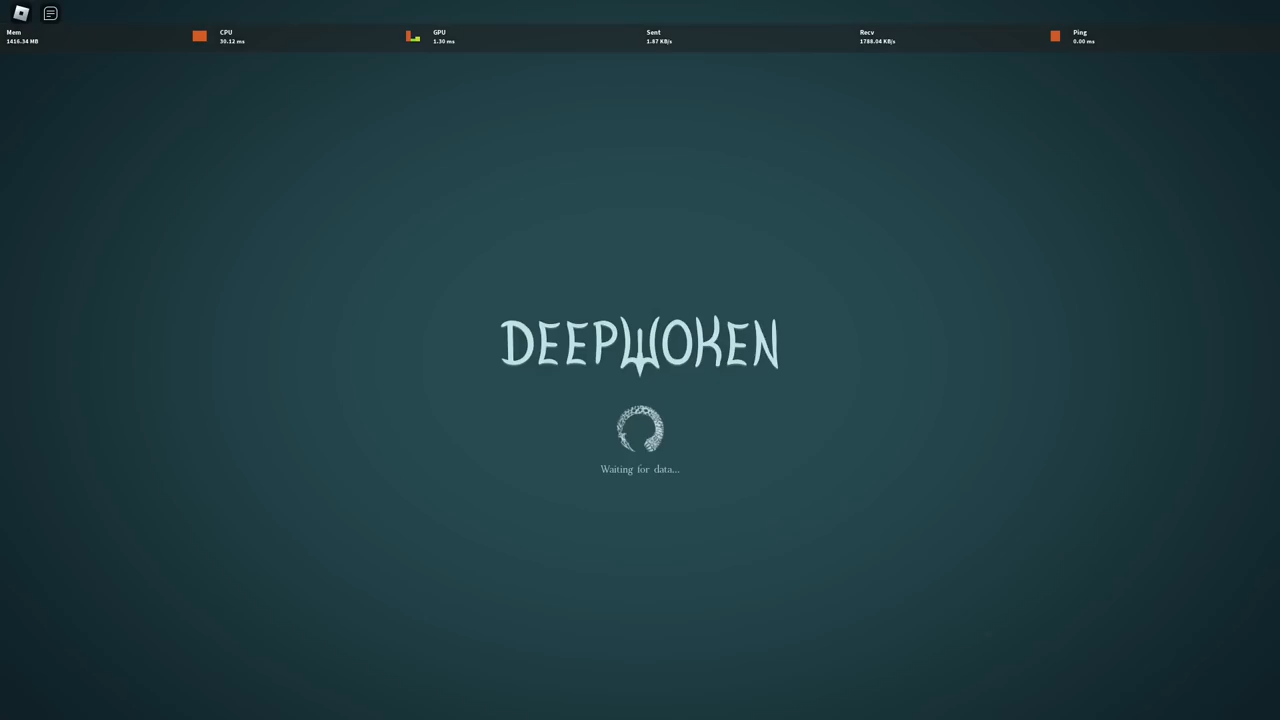 Mem
1416.34 MB
CPU
30.12 ms
GPU
1.30 ms
Sent
1.87 KB/s
Recv
1788.04 KB/s
Ping
0.00 ms
DEEPWOKEN
Waiting for data...